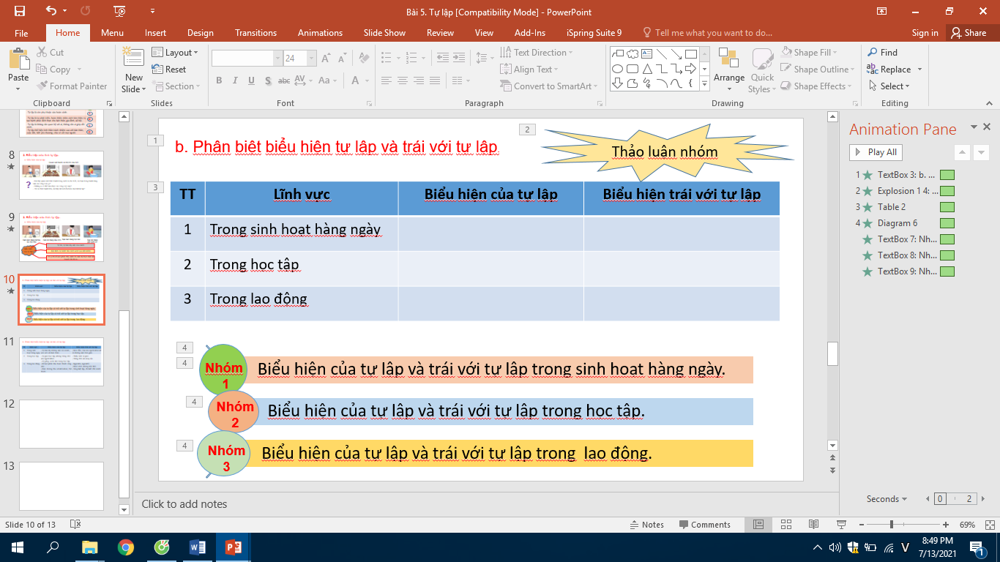 Bài 5. Tự lập [Compatibility Mode] - PowerPoint
File Home Menu Insert Design Transitions Animations Slide Show Review View Add-Ins iSpring Suite 9 Tell me what you want to do... Sign in Share
Paste Cut Copy Format Painter
New Slide Layout Reset Section
24
B I U S abc AV Aa A
Text Direction Align Text Convert to SmartArt
Arrange Quick Styles Shape Fill Shape Outline Shape Effects
Find Replace Select
Clipboard Slides Font Paragraph Drawing Editing
8
9
10
11
12
13
1
b. Phân biệt biểu hiện tự lập và trái với tự lập.
2
Thảo luận nhóm
3
TT Lĩnh vực Biểu hiện của tự lập Biểu hiện trái với tự lập
1 Trong sinh hoạt hàng ngày
2 Trong học tập
3 Trong lao động
4
4
Nhóm 1
Biểu hiện của tự lập và trái với tự lập trong sinh hoạt hàng ngày.
4
Nhóm 2
Biểu hiện của tự lập và trái với tự lập trong học tập.
4
Nhóm 3
Biểu hiện của tự lập và trái với tự lập trong lao động.
Animation Pane
Play All
1 TextBox 3: b. ...
2 Explosion 1 4: ...
3 Table 2
4 Diagram 6
TextBox 7: Nh...
TextBox 8: Nh...
TextBox 9: Nh...
Seconds 0 2
Click to add notes
Slide 10 of 13 Notes Comments 69%
V 8:49 PM
7/13/2021
1